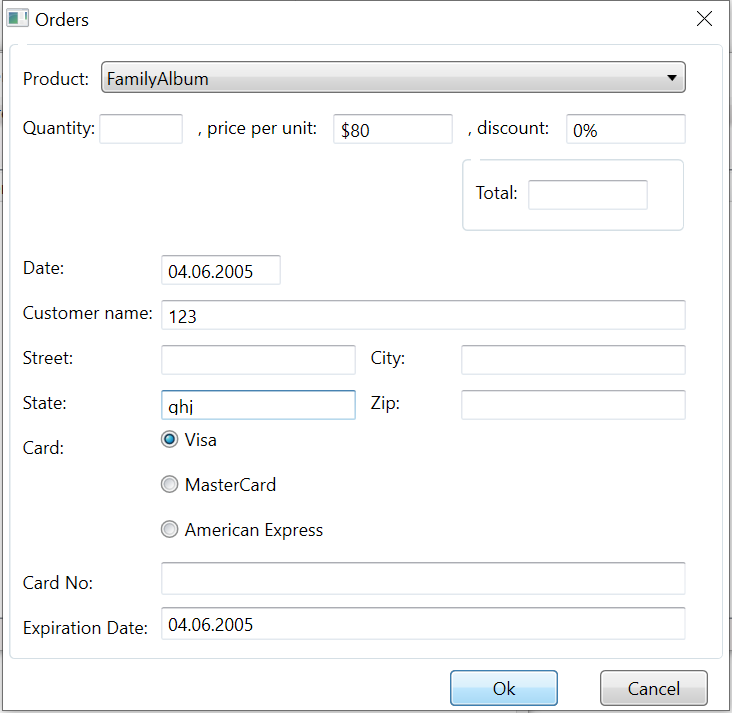 Orders
Product: FamilyAlbum
Quantity: , price per unit: $80 , discount: 0%
Total:
Date: 04.06.2005
Customer name: 123
Street: City:
State: ghj Zip:
Card: Visa
MasterCard
American Express
Card No:
Expiration Date: 04.06.2005
Ok Cancel